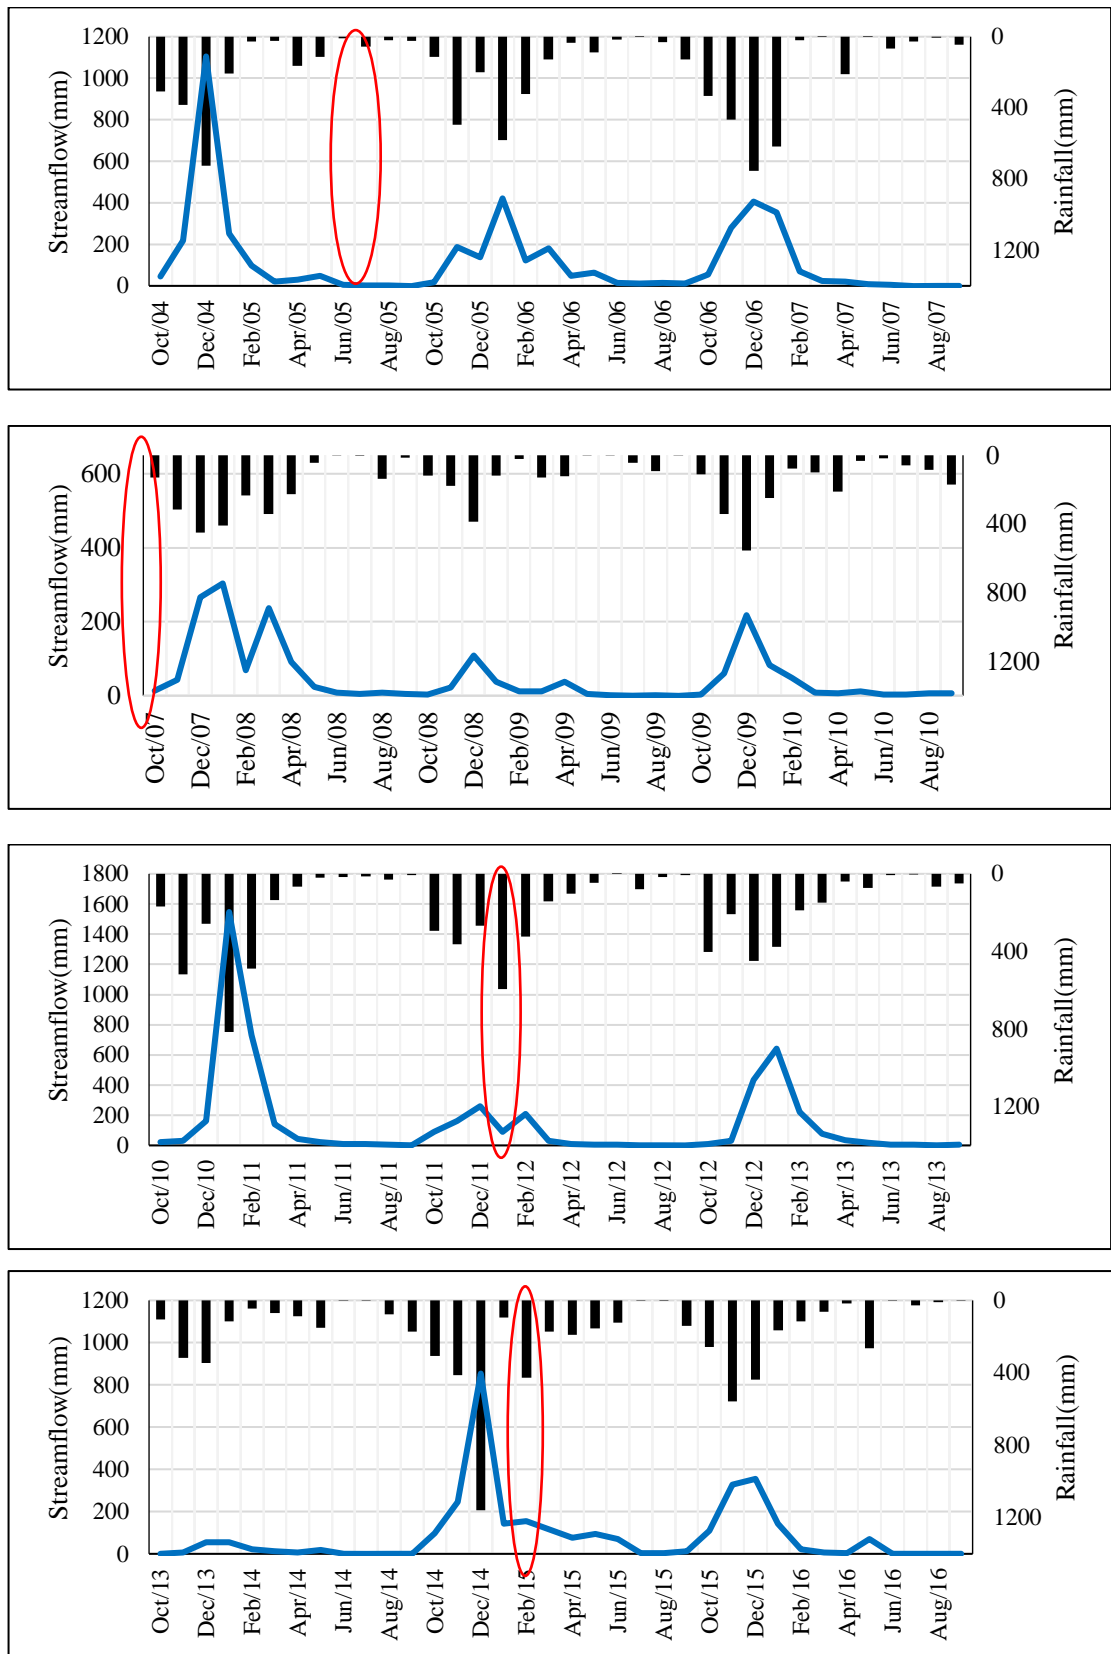 1200
1000
800
600
400
200
0
Streamflow(mm)
0
400
800
1200
Rainfall(mm)
Oct/04
Dec/04
Feb/05
Apr/05
Jun/05
Aug/05
Oct/05
Dec/05
Feb/06
Apr/06
Jun/06
Aug/06
Oct/06
Dec/06
Feb/07
Apr/07
Jun/07
Aug/07
600
400
200
0
Streamflow(mm)
0
400
800
1200
Rainfall(mm)
Oct/07
Dec/07
Feb/08
Apr/08
Jun/08
Aug/08
Oct/08
Dec/08
Feb/09
Apr/09
Jun/09
Aug/09
Oct/09
Dec/09
Feb/10
Apr/10
Jun/10
Aug/10
1800
1600
1400
1200
1000
800
600
400
200
0
Streamflow(mm)
0
400
800
1200
Rainfall(mm)
Oct/10
Dec/10
Feb/11
Apr/11
Jun/11
Aug/11
Oct/11
Dec/11
Feb/12
Apr/12
Jun/12
Aug/12
Oct/12
Dec/12
Feb/13
Apr/13
Jun/13
Aug/13
1200
1000
800
600
400
200
0
Streamflow(mm)
0
400
800
1200
Rainfall(mm)
Oct/13
Dec/13
Feb/14
Apr/14
Jun/14
Aug/14
Oct/14
Dec/14
Feb/15
Apr/15
Jun/15
Aug/15
Oct/15
Dec/15
Feb/16
Apr/16
Jun/16
Aug/16